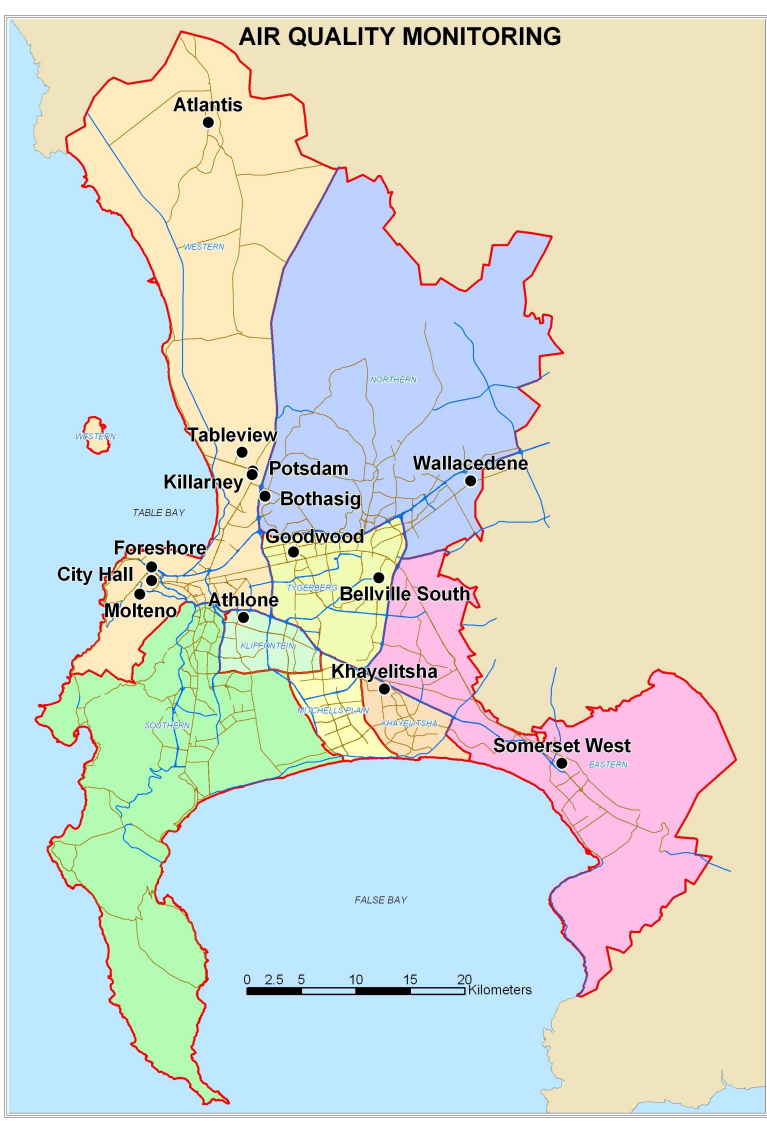 AIR QUALITY MONITORING
Atlantis
WESTERN
NORTHERN
WESTERN
Tableview
Potsdam
Wallacedene
Killarney
Bothasig
TABLE BAY
Goodwood
Foreshore
City Hall
TYGERBERG
Bellville South
Molteno
Athlone
KLIPFONTEIN
Khayelitsha
MITCHELLS PLAIN
SOUTHERN
KHAYELITSHA
Somerset West
EASTERN
FALSE BAY
0 2.5 5 10 15 20
Kilometers